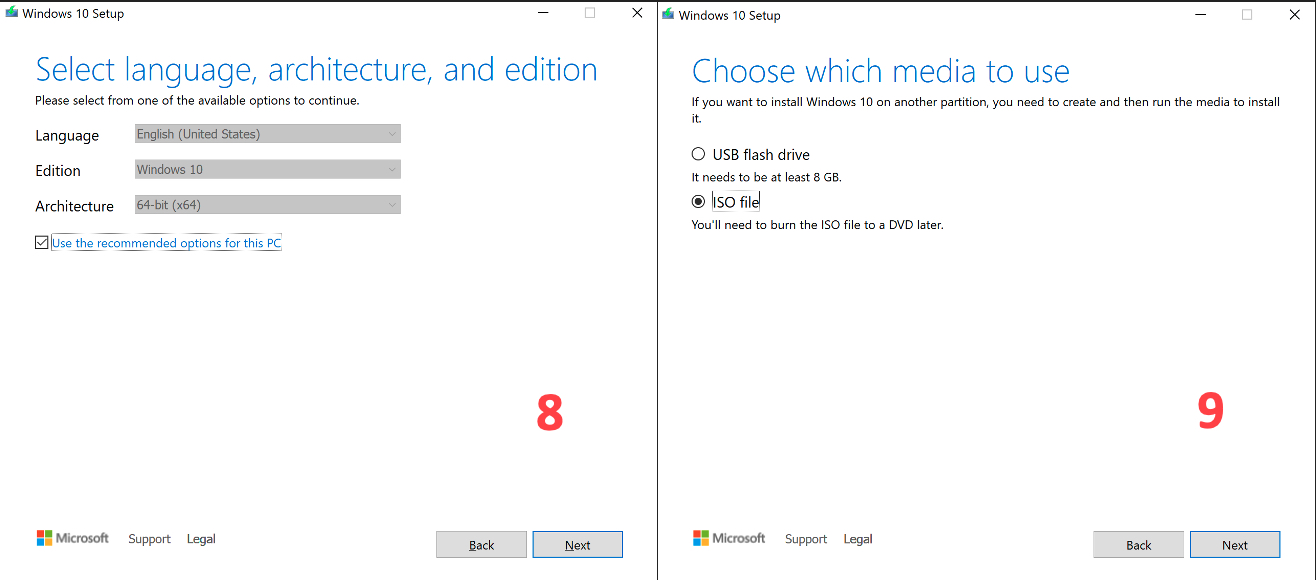 Windows 10 Setup
Select language, architecture, and edition
Please select from one of the available options to continue.
Language English (United States)
Edition Windows 10
Architecture 64-bit (x64)
Use the recommended options for this PC
8
Microsoft Support Legal Back Next
Windows 10 Setup
Choose which media to use
If you want to install Windows 10 on another partition, you need to create and then run the media to install
it.
USB flash drive
It needs to be at least 8 GB.
ISO file
You'll need to burn the ISO file to a DVD later.
9
Microsoft Support Legal Back Next